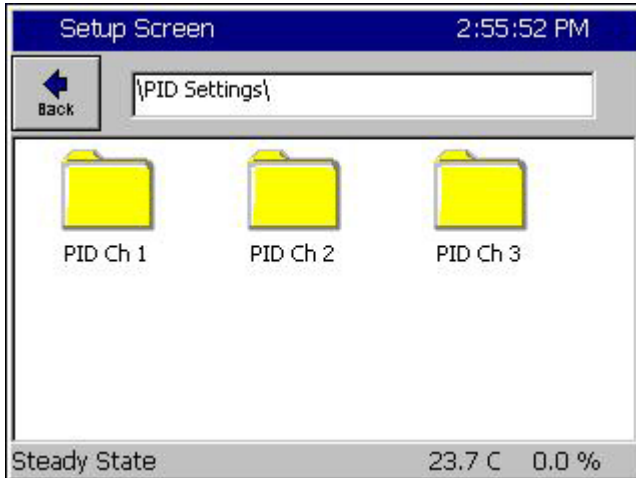 Setup Screen 2:55:52 PM
Back
\PID Settings\
PID Ch 1 PID Ch 2 PID Ch 3
Steady State 23.7 C 0.0 %